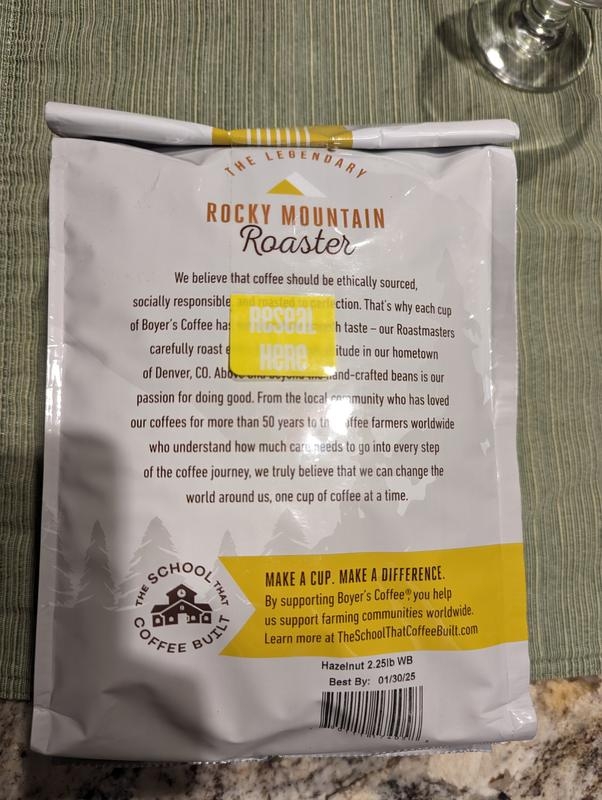 THE LEGENDARY
ROCKY MOUNTAIN
Roaster
We believe that coffee should be ethically sourced,
socially responsible and roasted to perfection. That's why each cup
of Boyer's Coffee has taste – our Roastmasters
Reseal
Here
carefully roast in our hometown
of Denver, CO. Above and beyond the hand-crafted beans is our
passion for doing good. From the local community who has loved
our coffees for more than 50 years to the coffee farmers worldwide
who understand how much care needs to go into every step
of the coffee journey, we truly believe that we can change the
world around us, one cup of coffee at a time.
THE SCHOOL THAT
COFFEE BUILT
MAKE A CUP. MAKE A DIFFERENCE.
By supporting Boyer's Coffee®, you help
us support farming communities worldwide.
Learn more at TheSchoolThatCoffeeBuilt.com
Hazelnut 2.25lb WB
Best By: 01/30/25